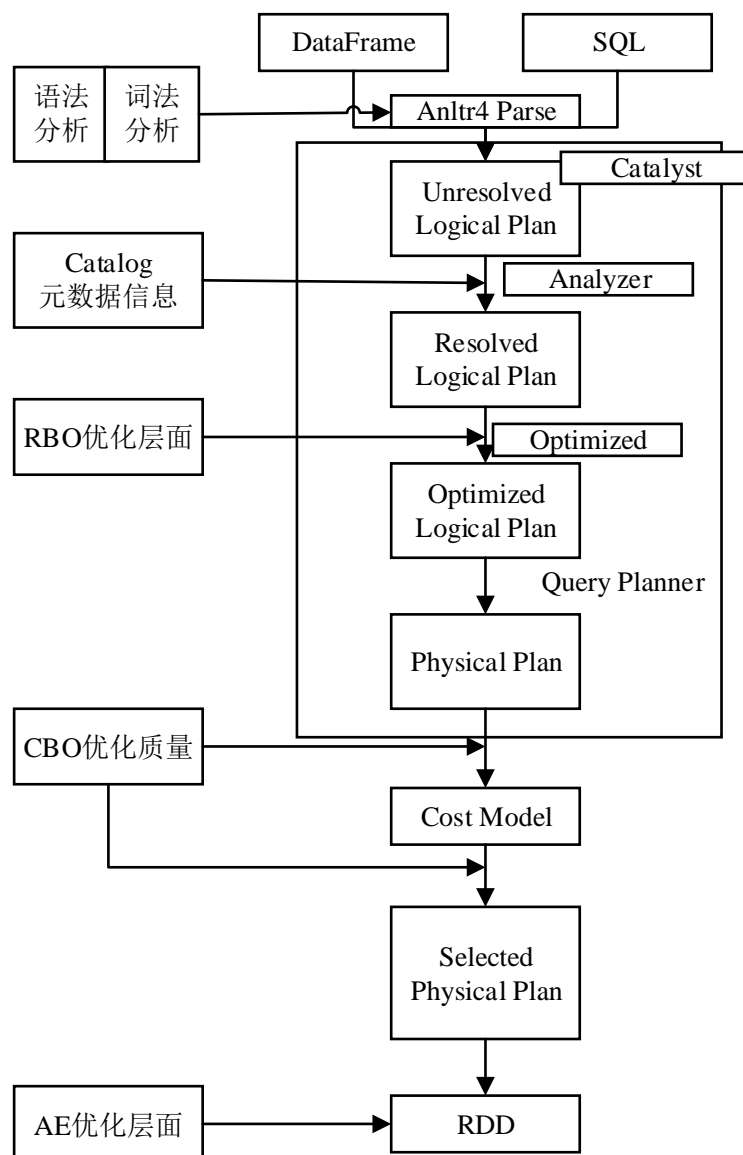 DataFrame
SQL
语法
分析
词法
分析
Anltr4 Parse
Catalyst
Unresolved
Logical Plan
Catalog
元数据信息
Analyzer
Resolved
Logical Plan
RBO优化层面
Optimized
Optimized
Logical Plan
Query Planner
Physical Plan
CBO优化质量
Cost Model
Selected
Physical Plan
AE优化层面
RDD